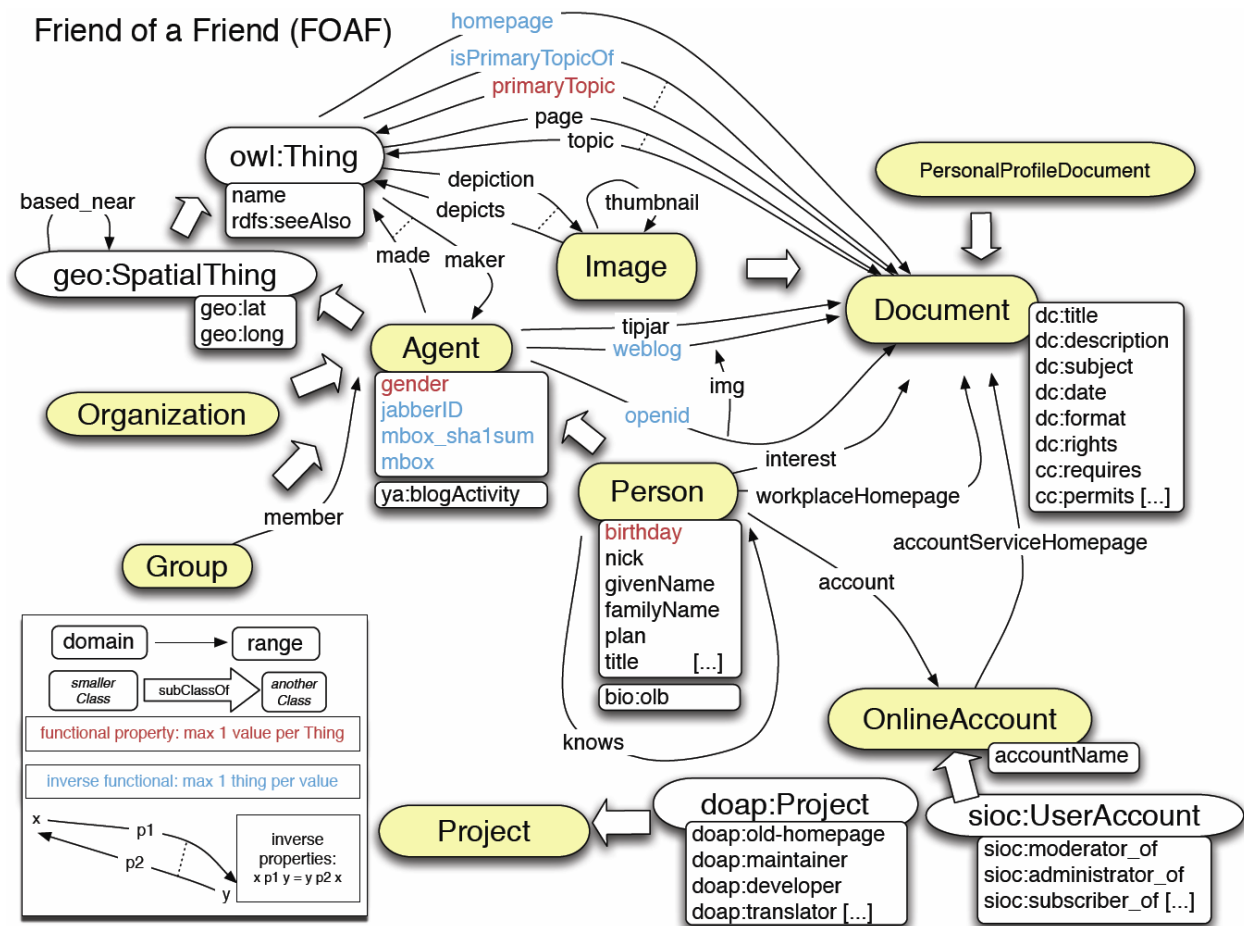 Friend of a Friend (FOAF)
homepage
isPrimaryTopicOf
primaryTopic
page
topic
owl:Thing
name
rdfs:seeAlso
depiction
depicts
thumbnail
PersonalProfileDocument
based_near
made
maker
Image
geo:SpatialThing
geo:lat
geo:long
Document
dc:title
dc:description
dc:subject
dc:date
dc:format
dc:rights
cc:requires
cc:permits [...]
Agent
gender
jabberID
mbox_sha1sum
mbox
ya:blogActivity
tipjar
weblog
img
openid
Organization
interest
workplaceHomepage
member
Person
birthday
nick
givenName
familyName
plan
title [...]
bio:olb
accountServiceHomepage
account
Group
knows
OnlineAccount
accountName
domain
range
smaller
Class
subClassOf
another
Class
functional property: max 1 value per Thing
inverse functional: max 1 thing per value
x
p1
p2
y
inverse
properties:
x p1 y = y p2 x
Project
doap:Project
doap:old-homepage
doap:maintainer
doap:developer
doap:translator [...]
sioc:UserAccount
sioc:moderator_of
sioc:administrator_of
sioc:subscriber_of [...]